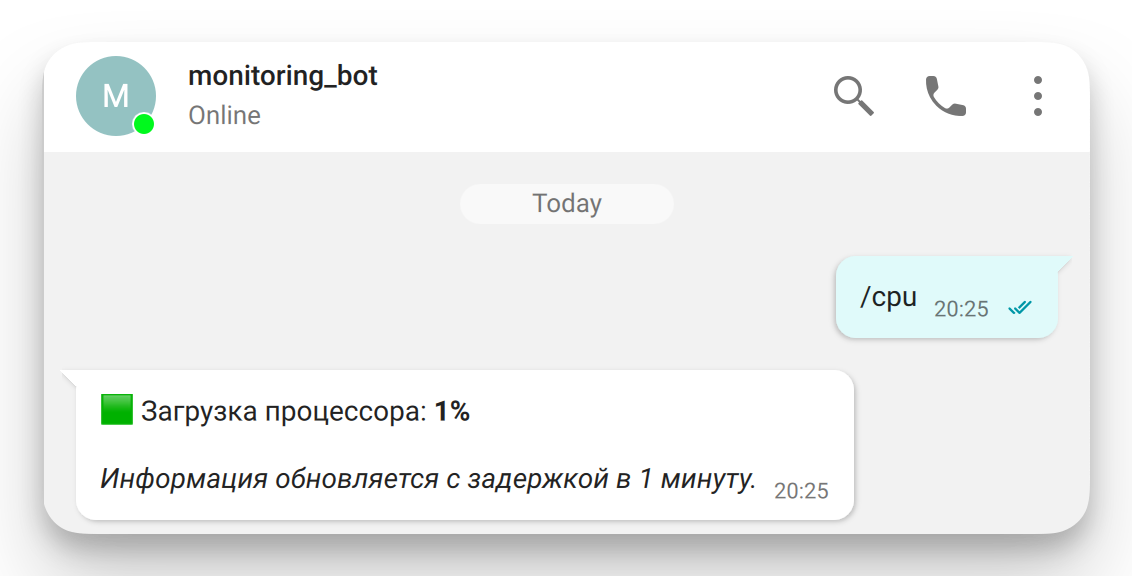 M
monitoring_bot
Online
Today
/cpu 20:25
Загрузка процессора: 1%
Информация обновляется с задержкой в 1 минуту. 20:25